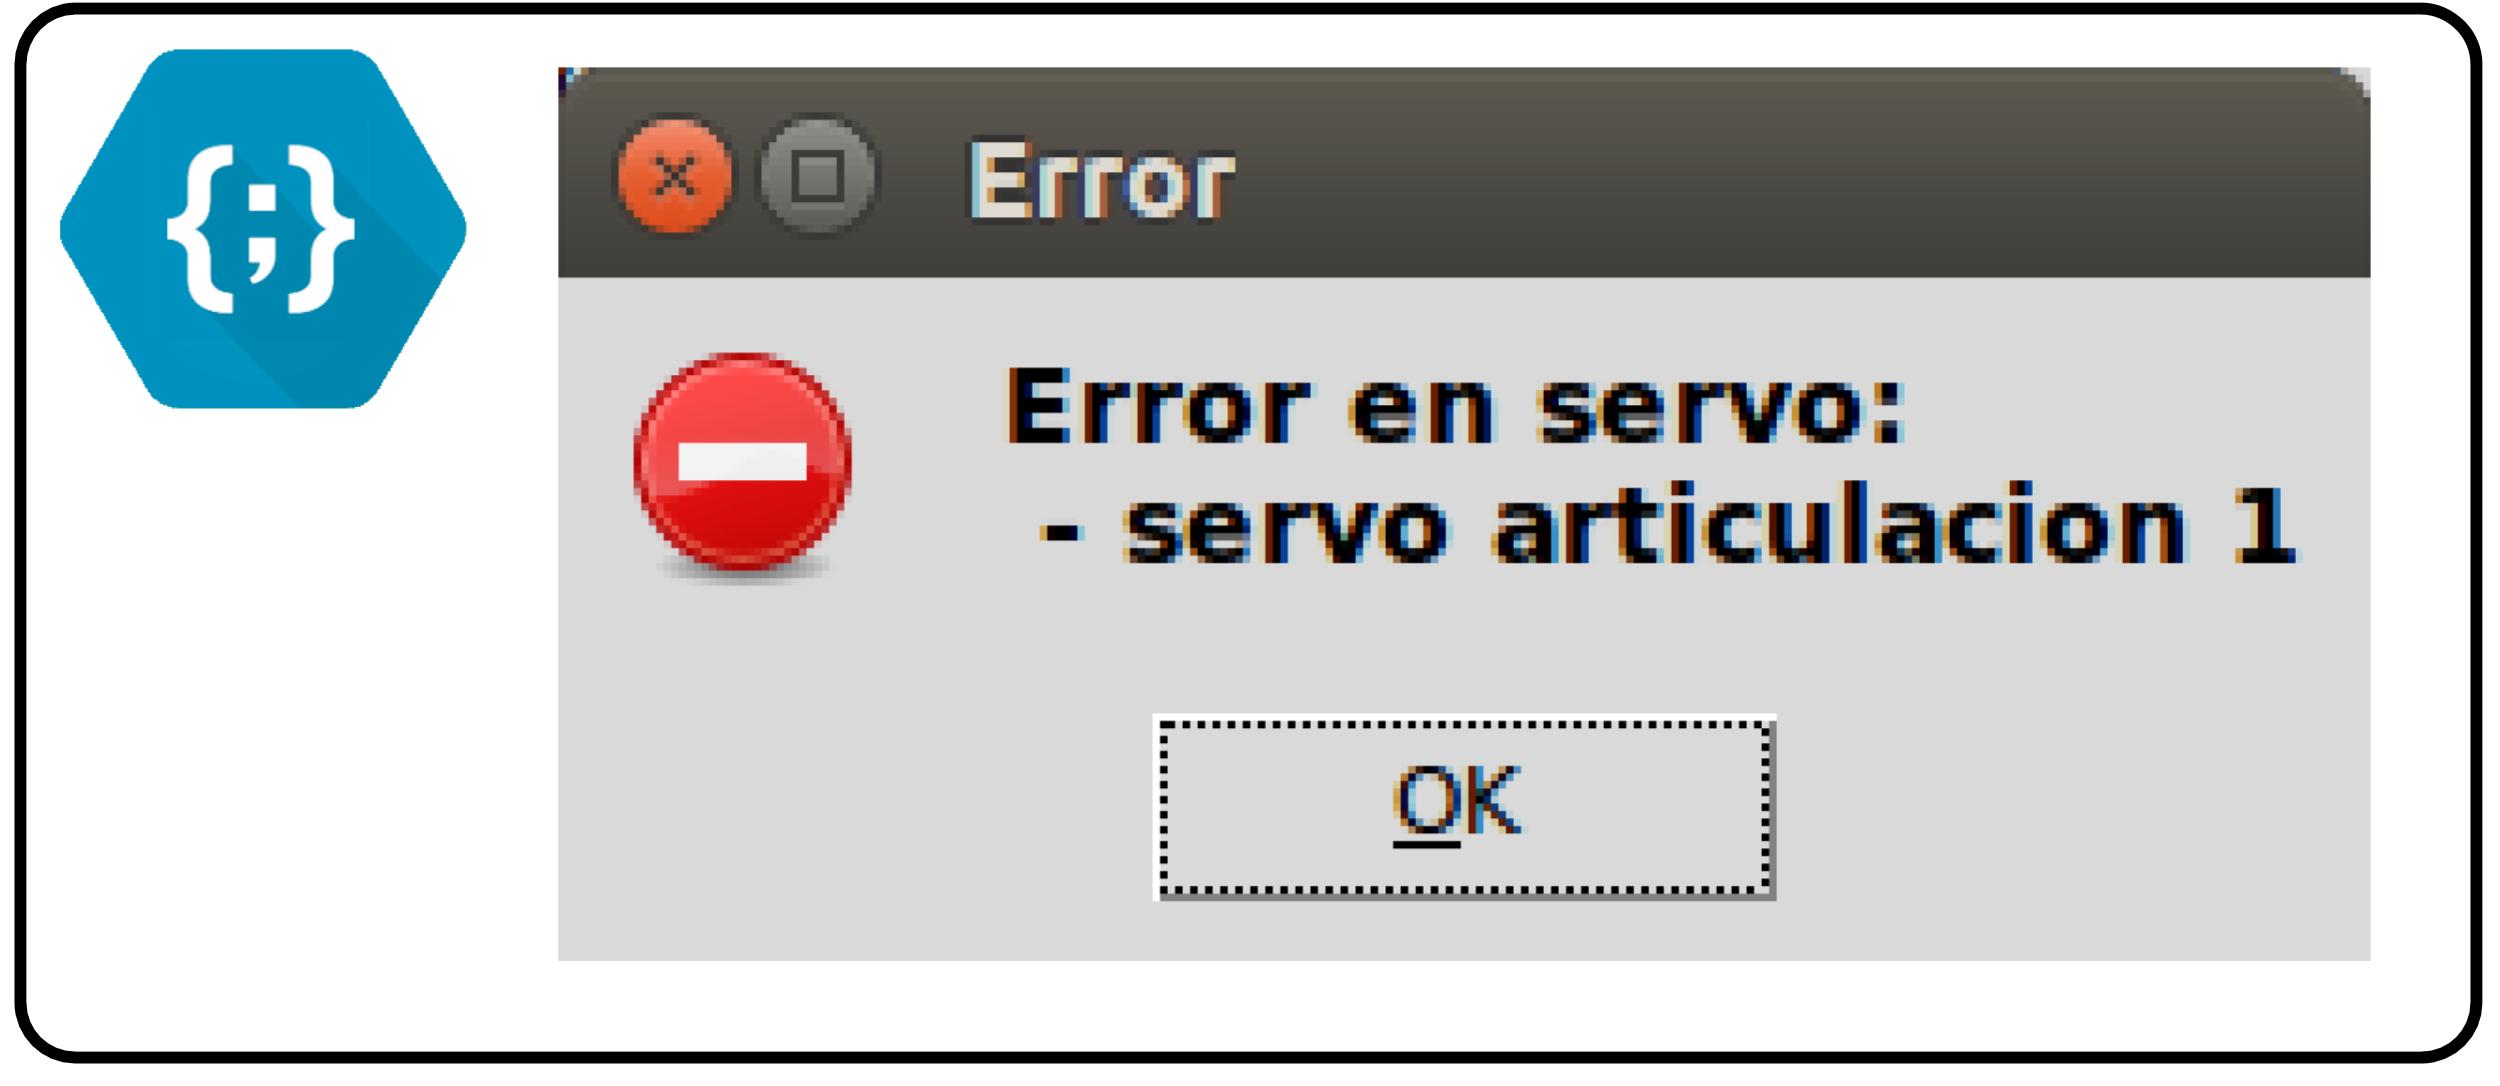 {;}
Error
Error en servo:
- servo articulacion 1
OK